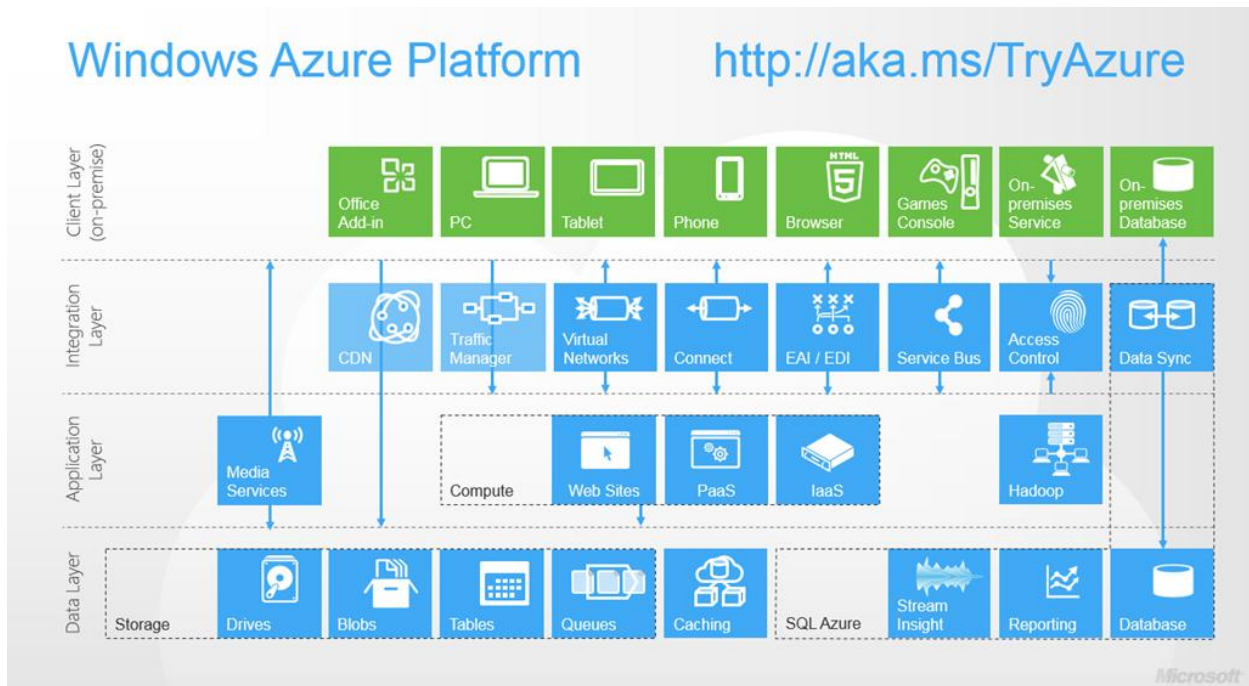 Windows Azure Platform
http://aka.ms/TryAzure
Client Layer
(on-premise)
Office
Add-in
PC
Tablet
Phone
HTML
5
Browser
Games
Console
On-
premises
Service
On-
premises
Database
Integration
Layer
CDN
Traffic
Manager
Virtual
Networks
Connect
EAI / EDI
Service Bus
Access
Control
Data Sync
Application
Layer
Media
Services
Compute
Web Sites
PaaS
IaaS
Hadoop
Data Layer
Storage
Drives
Blobs
Tables
Queues
Caching
SQL Azure
Stream
Insight
Reporting
Database
Microsoft